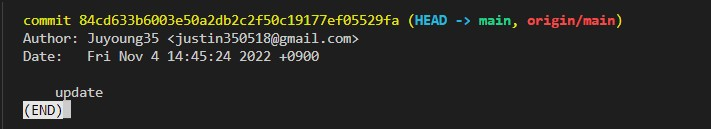 commit 84cd633b6003e50a2db2c2f50c19177ef05529fa (HEAD -> main, origin/main)
Author: Juyoung35 <justin350518@gmail.com>
Date:   Fri Nov 4 14:45:24 2022 +0900
    update
(END)